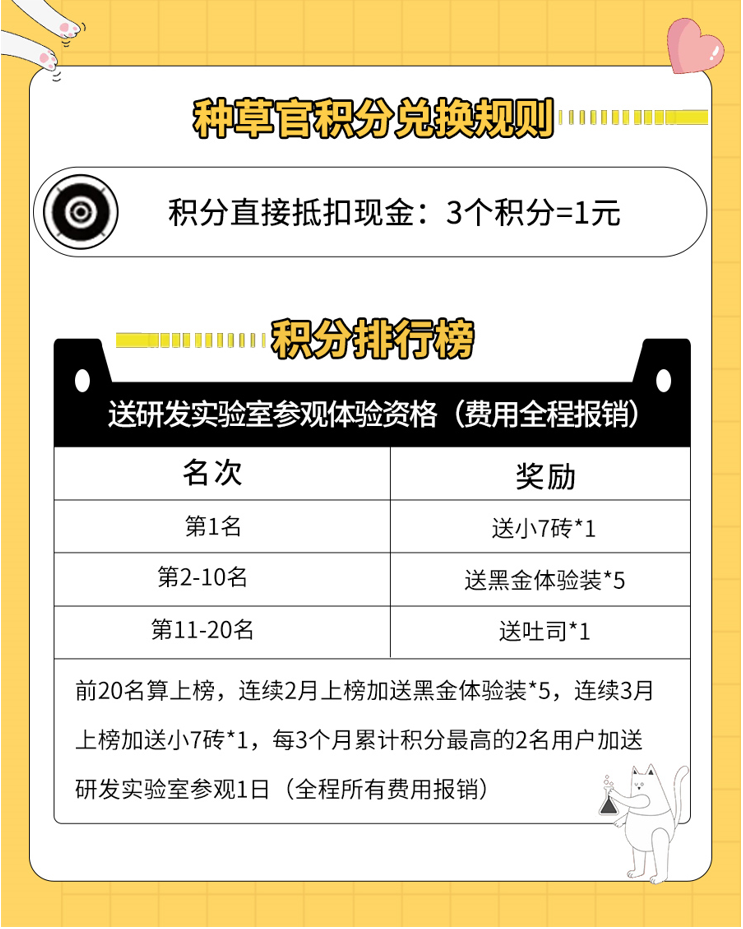 种草官积分兑换规则
积分直接抵扣现金：3个积分=1元
积分排行榜
送研发实验室参观体验资格（费用全程报销）
名次 奖励
第1名 送小7砖*1
第2-10名 送黑金体验装*5
第11-20名 送吐司*1
前20名算上榜，连续2月上榜加送黑金体验装*5，连续3月
上榜加送小7砖*1，每3个月累计积分最高的2名用户加送
研发实验室参观1日（全程所有费用报销）